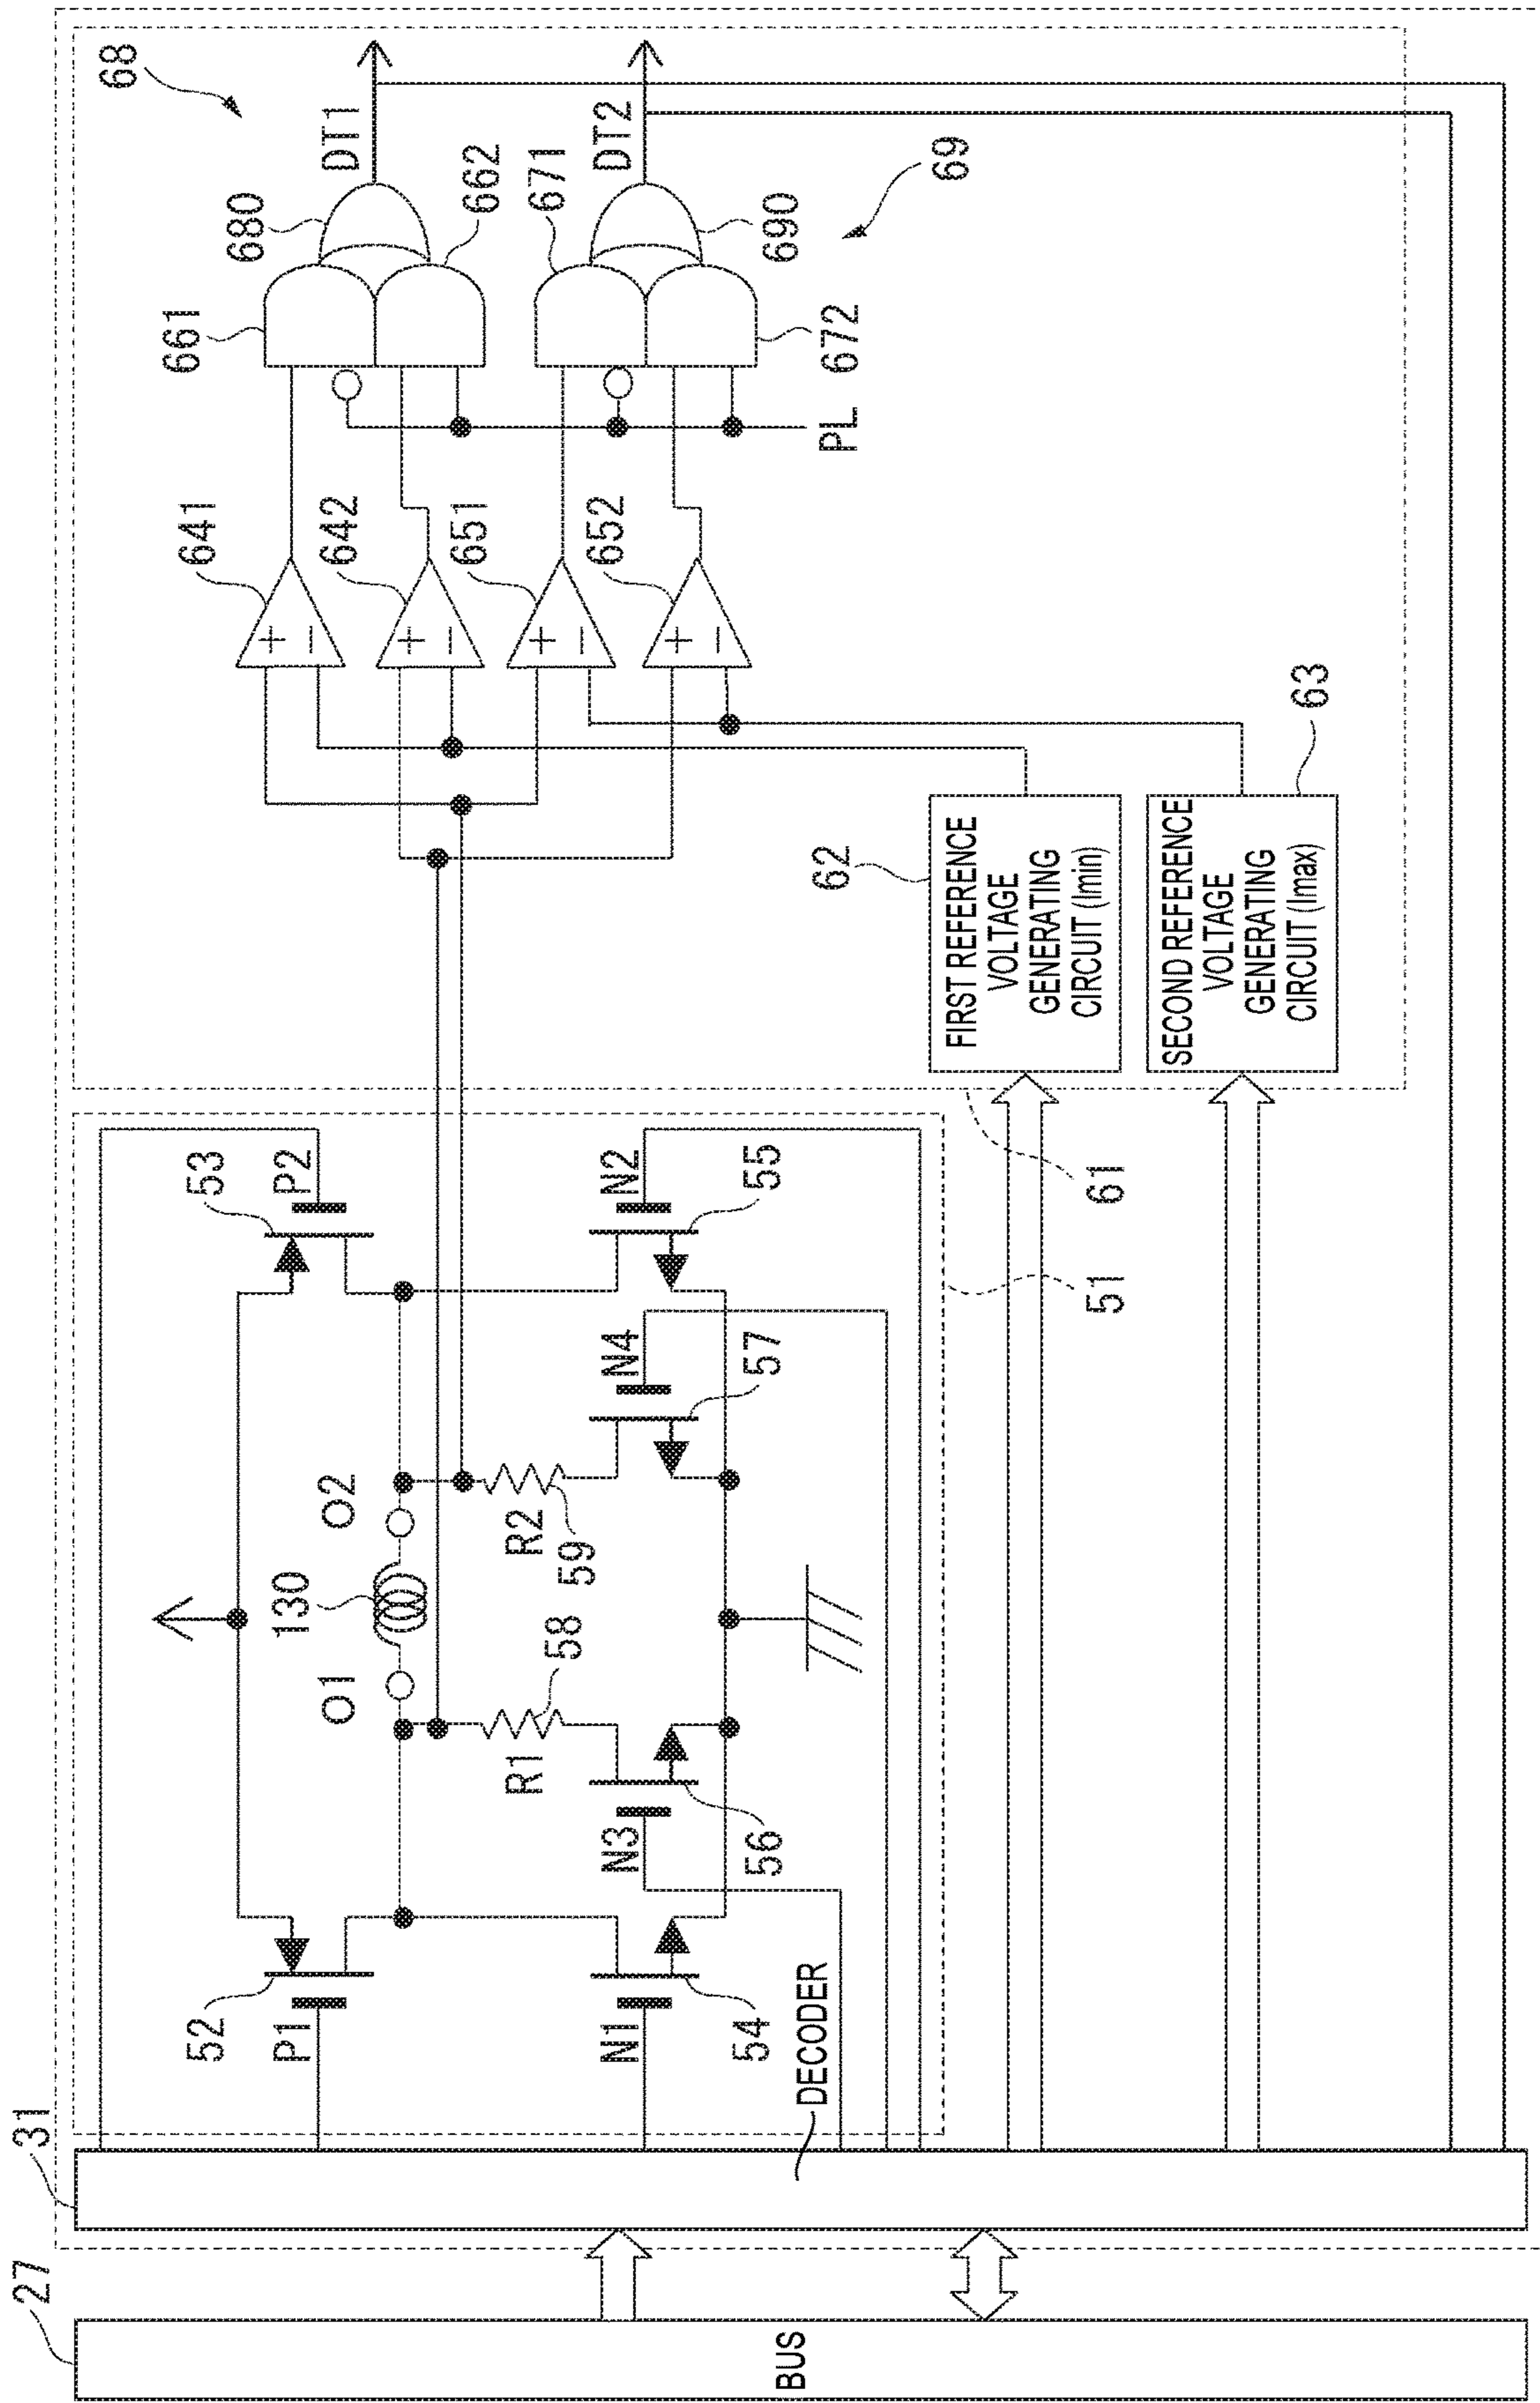 27
BUS
31
DECODER
52
P1
N1
54
53
P2
N2
55
N3
56
N4
57
O1
130
O2
R1
58
R2
59
51
61
62
FIRST REFERENCE
VOLTAGE
GENERATING
CIRCUIT (Imin)
63
SECOND REFERENCE
VOLTAGE
GENERATING
CIRCUIT (Imax)
641
+
−
642
+
−
651
+
−
652
+
−
PL
661
662
671
672
680
690
DT1
DT2
68
69